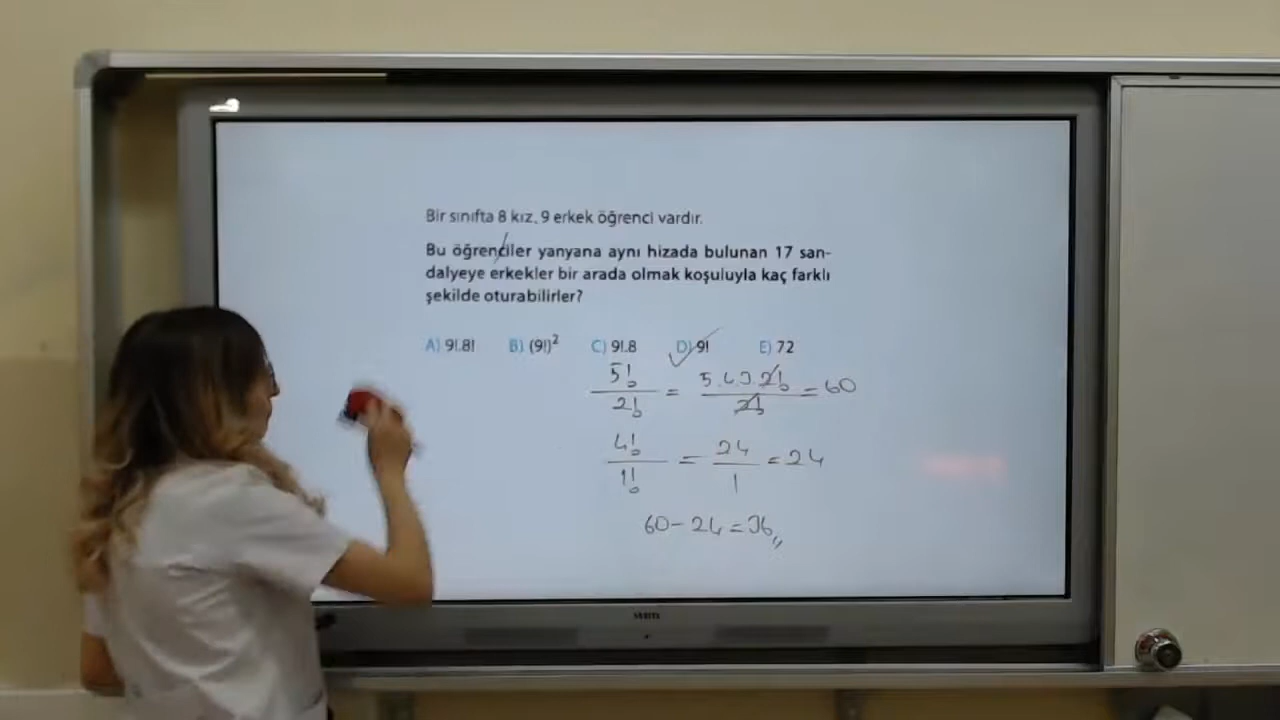 Bir sınıfta 8 kız, 9 erkek öğrenci vardır.
Bu öğrenciler yanyana aynı hizada bulunan 17 san-
dalyeye erkekler bir arada olmak koşuluyla kaç farklı
şekilde oturabilirler?
A) 9!.8! B) (9!)² C) 9!.8 D) 9! E) 72
5!/2! = 5.4.3.2!/2! = 60
4!/1! = 24/1 = 24
60-24=36,,